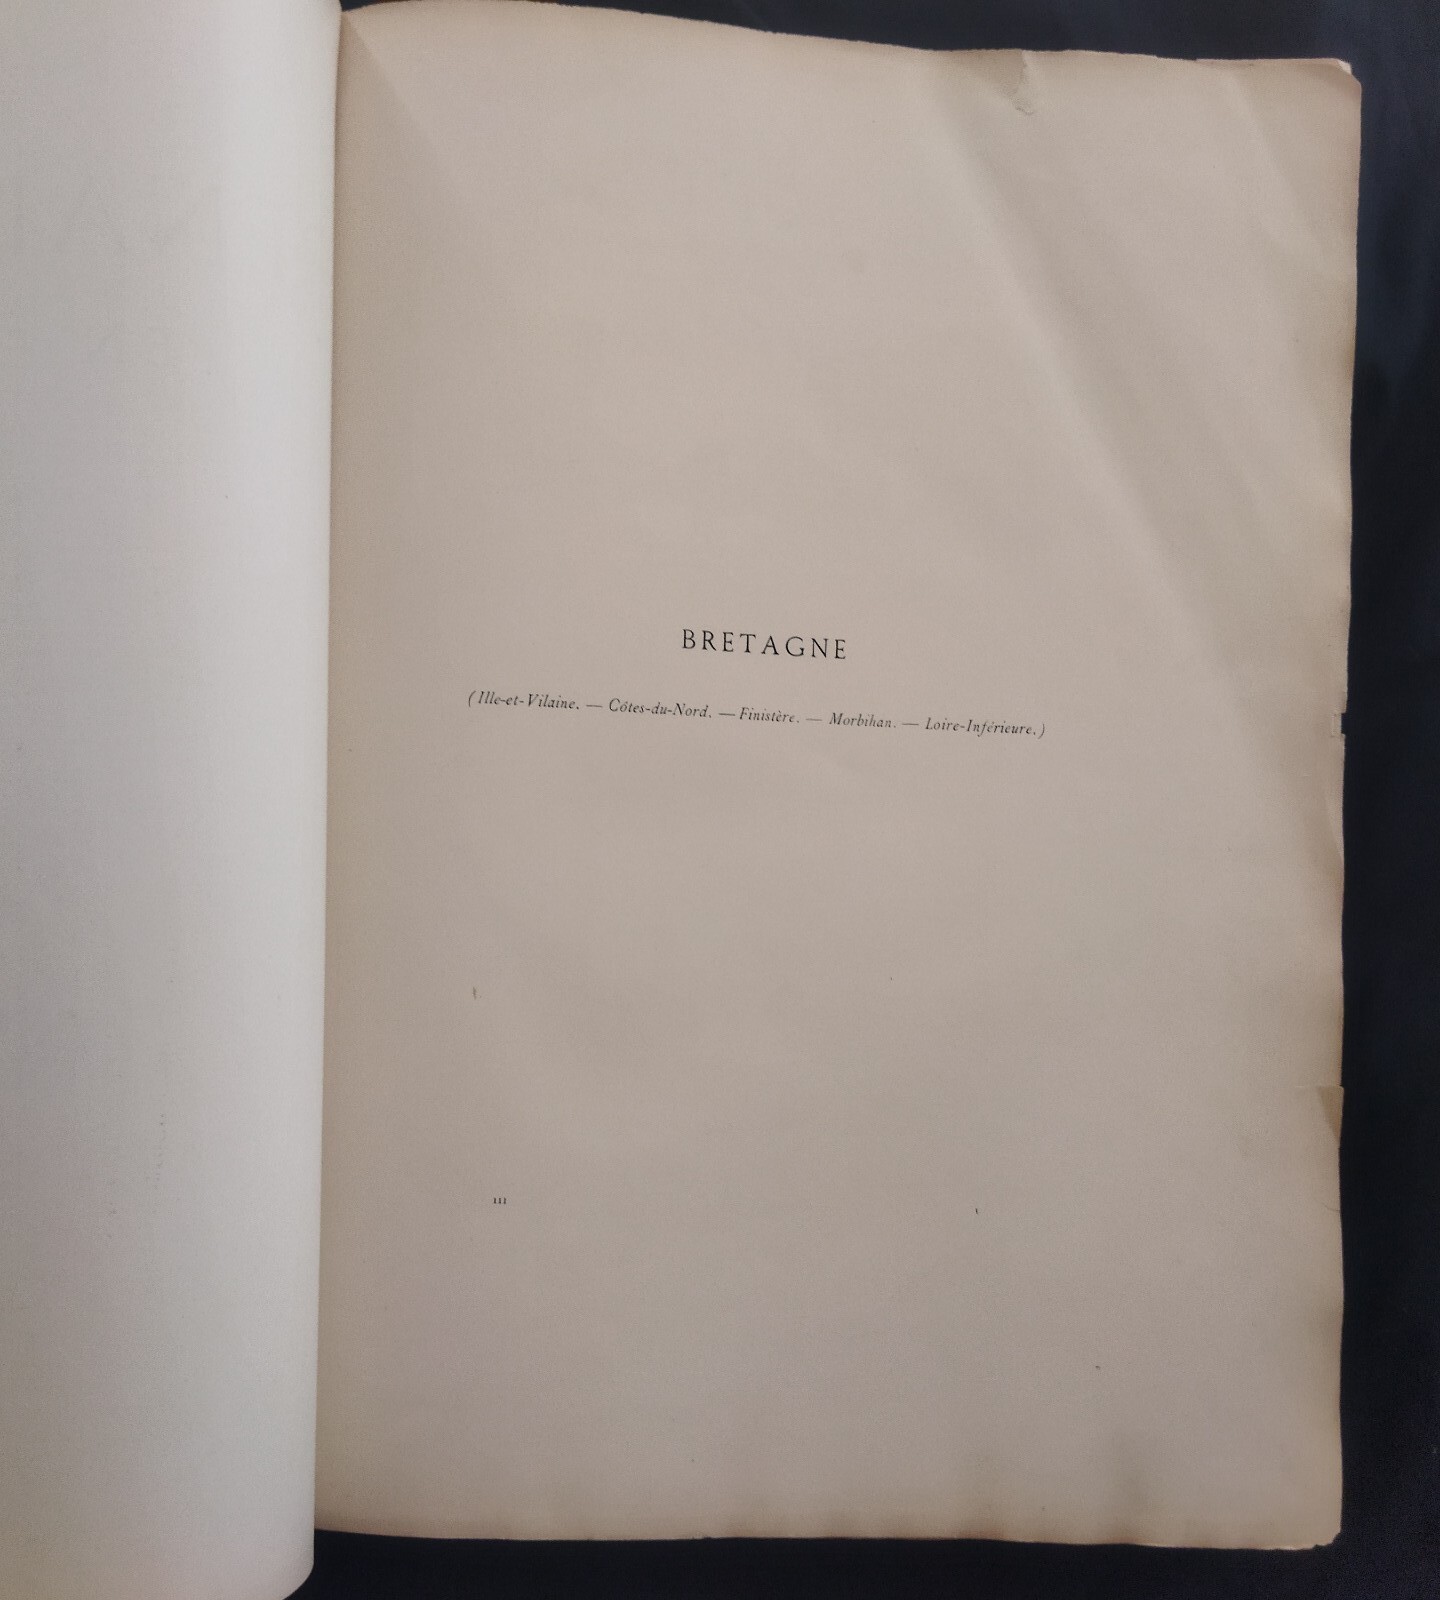 BRETAGNE
(Ille-et-Vilaine. — Côtes-du-Nord. — Finistère. — Morbihan. — Loire-Inférieure.)
III